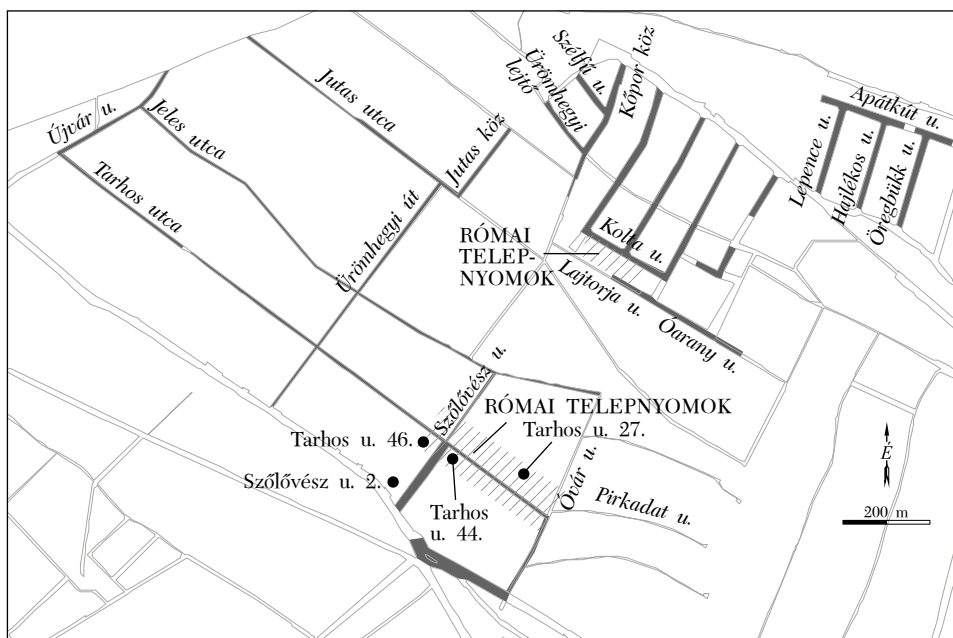 Újvár u.
Jeles utca
Tarhos utca
Jutas utca
Jutas köz
Ürömhegyi út
Szélfű u.
Ürömhegyi
lejtő
Kőpor köz
Apátkút u.
Lepence u.
Hajlékos u.
Öregbükk u.
RÓMAI
TELEP-
NYOMOK
Kolta u.
Lajtorja u.
Óarany u.
Szőlővész u.
RÓMAI TELEPNYOMOK
Tarhos u. 27.
Tarhos u. 46.
Szőlővész u. 2.
Tarhos
u. 44.
Óvár u.
Pirkadat u.
É
200 m